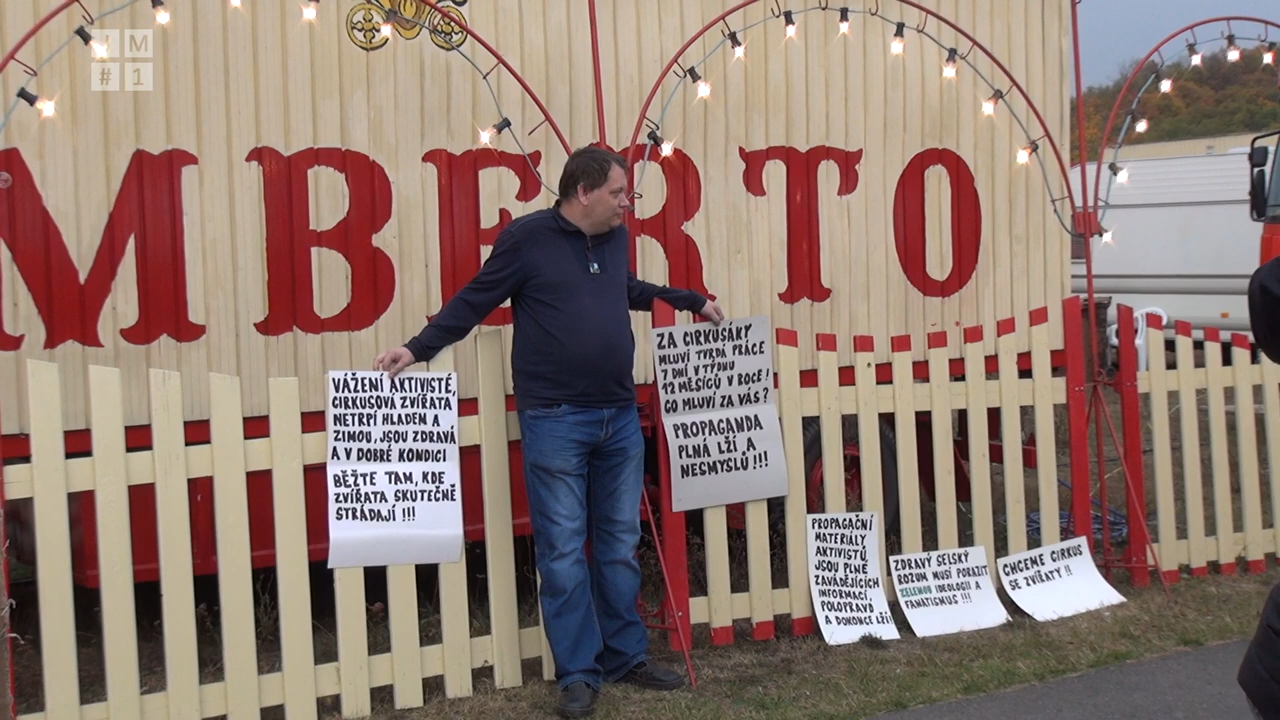 M
#1
MBERTO
VÁŽENÍ AKTIVISTÉ,
CIRKUSOVÁ ZVÍŘATA
NETRPÍ HLADEM A
ZIMOU, JSOU ZDRAVÁ
A V DOBRÉ KONDICI
BĚŽTE TAM, KDE
ZVÍŘATA SKUTEČNĚ
STRÁDAJÍ !!!
ZA CIRKUSÁKY
MLUVÍ TVRDÁ PRÁCE
7 DNÍ V TÝDNU
12 MĚSÍCŮ V ROCE!
CO MLUVÍ ZA VÁS?
PROPAGANDA
PLNÁ LŽÍ A
NESMYSLŮ !!!
PROPAGAČNÍ
MATERIÁLY
AKTIVISTŮ
JSOU PLNÉ
ZAVÁDĚJÍCÍCH
INFORMACÍ
POLOPRAVD
A DOKONCE LŽÍ
ZDRAVÝ SELSKÝ
ROZUM MUSÍ PORAZIT
ZELENOU IDEOLOGII A
FANATISMUS !!!
CHCEME CIRKUS
SE ZVÍŘATY !!